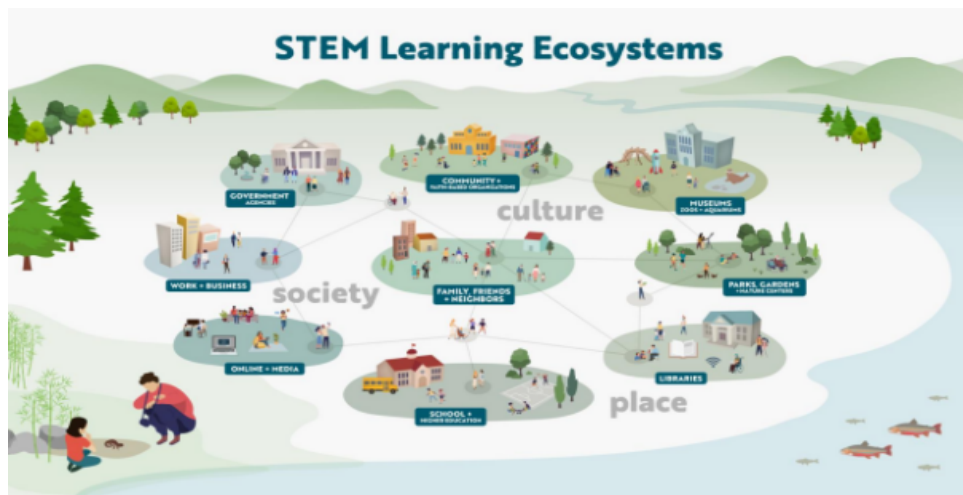 STEM Learning Ecosystems
GOVERNMENT
AGENCIES
COMMUNITY +
FAITH-BASED ORGANIZATIONS
MUSEUMS
ZOOS + AQUARIUMS
culture
WORK + BUSINESS
society
FAMILY, FRIENDS
+ NEIGHBORS
PARKS, GARDENS
+ NATURE CENTERS
ONLINE + MEDIA
LIBRARIES
SCHOOL +
HIGHER EDUCATION
place